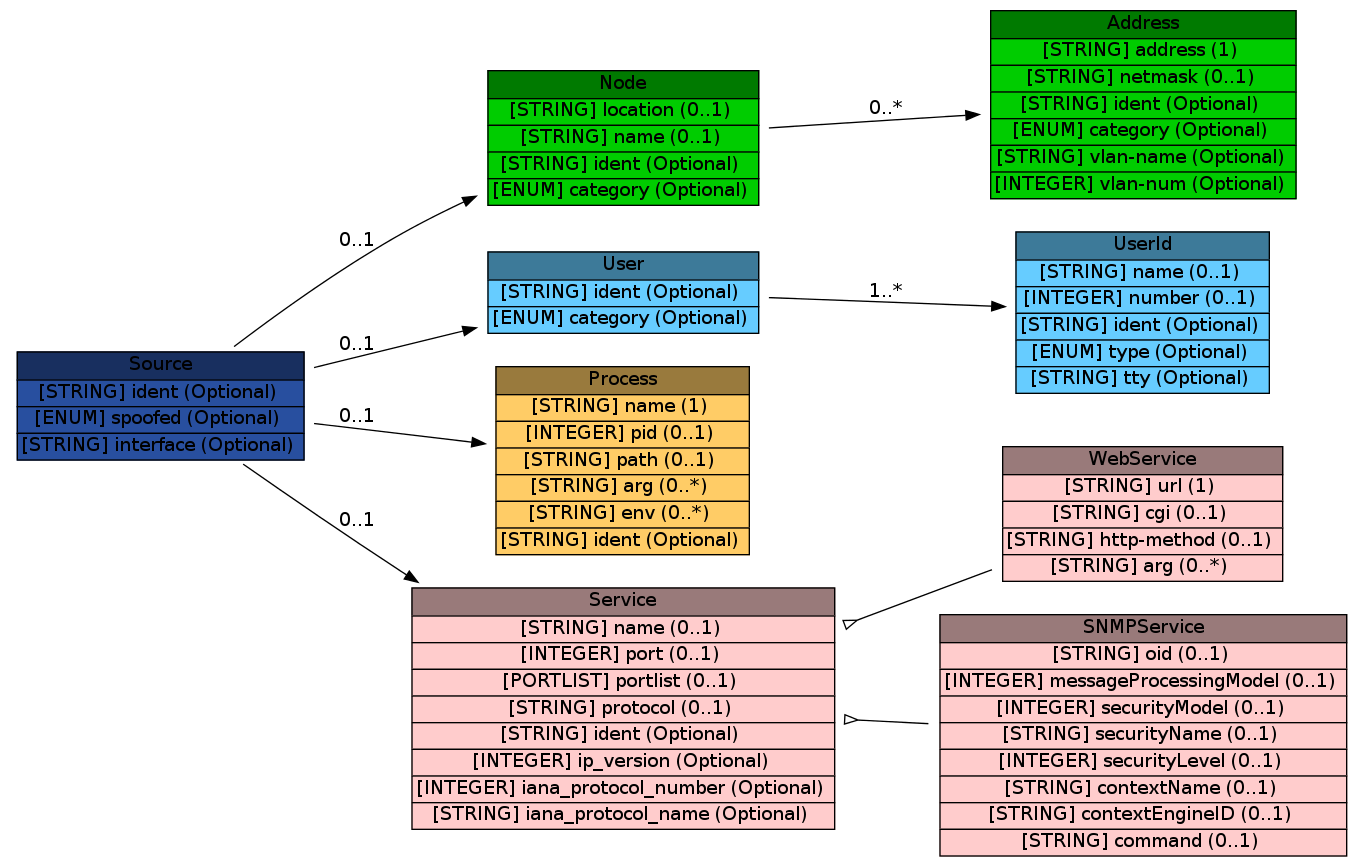 Source
[STRING] ident (Optional)
[ENUM] spoofed (Optional)
[STRING] interface (Optional)
0..1
0..1
0..1
0..1
Node
[STRING] location (0..1)
[STRING] name (0..1)
[STRING] ident (Optional)
[ENUM] category (Optional)
0..*
Address
[STRING] address (1)
[STRING] netmask (0..1)
[STRING] ident (Optional)
[ENUM] category (Optional)
[STRING] vlan-name (Optional)
[INTEGER] vlan-num (Optional)
User
[STRING] ident (Optional)
[ENUM] category (Optional)
1..*
UserId
[STRING] name (0..1)
[INTEGER] number (0..1)
[STRING] ident (Optional)
[ENUM] type (Optional)
[STRING] tty (Optional)
Process
[STRING] name (1)
[INTEGER] pid (0..1)
[STRING] path (0..1)
[STRING] arg (0..*)
[STRING] env (0..*)
[STRING] ident (Optional)
Service
[STRING] name (0..1)
[INTEGER] port (0..1)
[PORTLIST] portlist (0..1)
[STRING] protocol (0..1)
[STRING] ident (Optional)
[INTEGER] ip_version (Optional)
[INTEGER] iana_protocol_number (Optional)
[STRING] iana_protocol_name (Optional)
WebService
[STRING] url (1)
[STRING] cgi (0..1)
[STRING] http-method (0..1)
[STRING] arg (0..*)
SNMPService
[STRING] oid (0..1)
[INTEGER] messageProcessingModel (0..1)
[INTEGER] securityModel (0..1)
[STRING] securityName (0..1)
[INTEGER] securityLevel (0..1)
[STRING] contextName (0..1)
[STRING] contextEngineID (0..1)
[STRING] command (0..1)